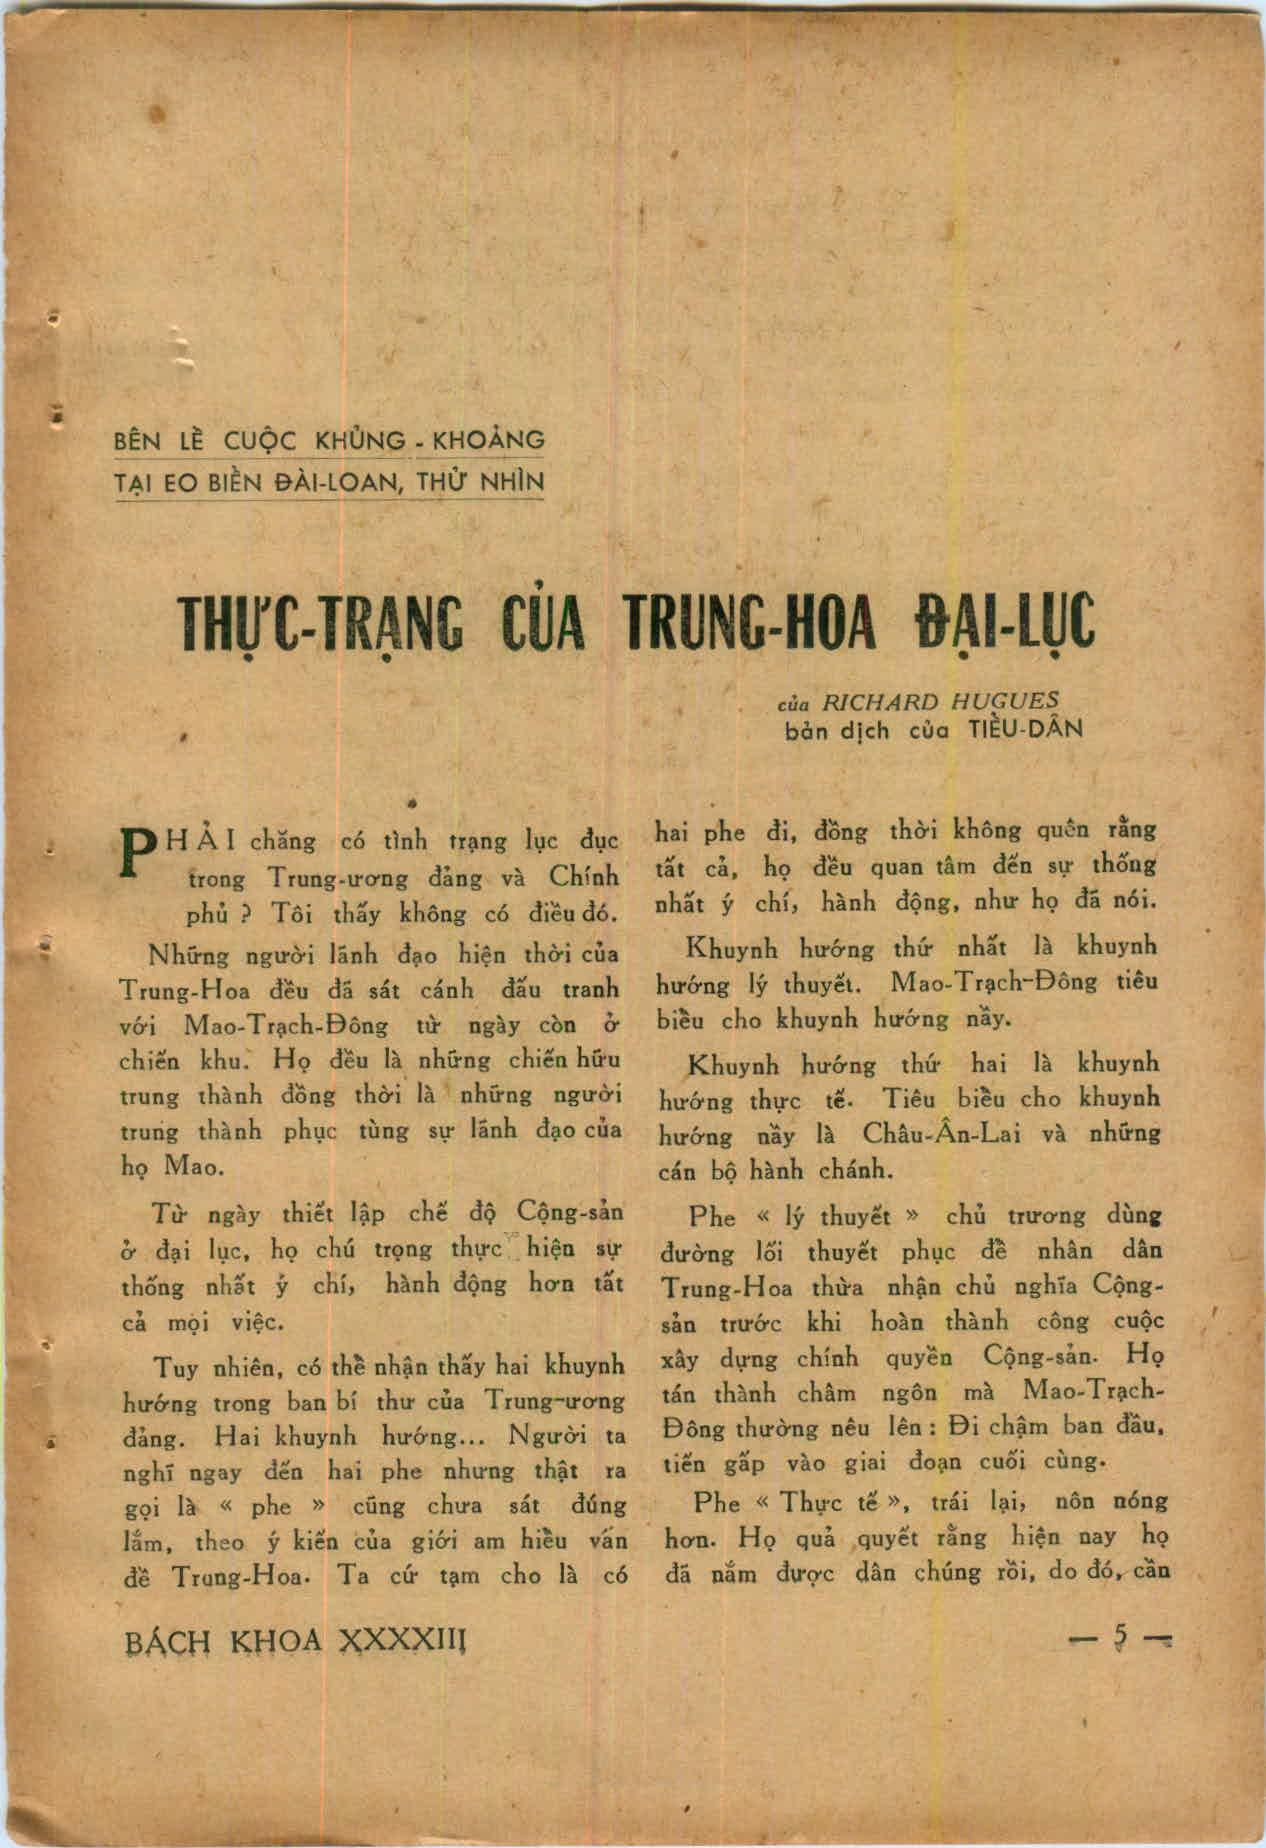 BÊN LỀ CUỘC KHỦNG - KHOẢNG
TẠI EO BIỂN ĐÀI-LOAN, THỬ NHÌN
THỰC-TRẠNG CỦA TRUNG-HOA ĐẠI-LỤC
của RICHARD HUGUES
bản dịch của TIỀU-DÂN
PHẢI chăng có tình trạng lục đục
trong Trung-ương đảng và Chính
phủ ? Tôi thấy không có điều đó.
Những người lãnh đạo hiện thời của
Trung-Hoa đều đã sát cánh đấu tranh
với Mao-Trạch-Đông từ ngày còn ở
chiến khu. Họ đều là những chiến hữu
trung thành đồng thời là những người
trung thành phục tùng sự lãnh đạo của
họ Mao.
Từ ngày thiết lập chế độ Cộng-sản
ở đại lục, họ chú trọng thực hiện sự
thống nhất ý chí, hành động hơn tất
cả mọi việc.
Tuy nhiên, có thể nhận thấy hai khuynh
hướng trong ban bí thư của Trung-ương
đảng. Hai khuynh hướng... Người ta
nghĩ ngay đến hai phe nhưng thật ra
gọi là « phe » cũng chưa sát đúng
lắm, theo ý kiến của giới am hiểu vấn
đề Trung-Hoa. Ta cứ tạm cho là có
hai phe đi, đồng thời không quên rằng
tất cả, họ đều quan tâm đến sự thống
nhất ý chí, hành động, như họ đã nói.
Khuynh hướng thứ nhất là khuynh
hướng lý thuyết. Mao-Trạch-Đông tiêu
biểu cho khuynh hướng nầy.
Khuynh hướng thứ hai là khuynh
hướng thực tế. Tiêu biểu cho khuynh
hướng nầy là Châu-Ân-Lai và những
cán bộ hành chánh.
Phe « lý thuyết » chủ trương dùng
đường lối thuyết phục để nhân dân
Trung-Hoa thừa nhận chủ nghĩa Cộng-
sản trước khi hoàn thành công cuộc
xây dựng chính quyền Cộng-sản. Họ
tán thành châm ngôn mà Mao-Trạch-
Đông thường nêu lên : Đi chậm ban đầu,
tiến gấp vào giai đoạn cuối cùng.
Phe « Thực tế », trái lại, nôn nóng
hơn. Họ quả quyết rằng hiện nay họ
đã nắm được dân chúng rồi, do đó, cần
BÁCH KHOA XXXXIII
— 5 —